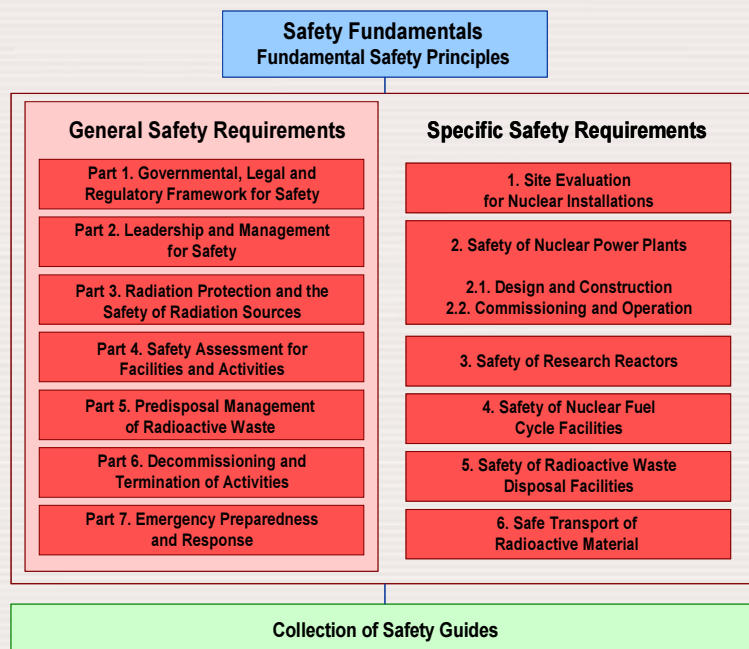 Safety Fundamentals
Fundamental Safety Principles
General Safety Requirements
Part 1. Governmental, Legal and
Regulatory Framework for Safety
Part 2. Leadership and Management
for Safety
Part 3. Radiation Protection and the
Safety of Radiation Sources
Part 4. Safety Assessment for
Facilities and Activities
Part 5. Predisposal Management
of Radioactive Waste
Part 6. Decommissioning and
Termination of Activities
Part 7. Emergency Preparedness
and Response
Specific Safety Requirements
1. Site Evaluation
for Nuclear Installations
2. Safety of Nuclear Power Plants
2.1. Design and Construction
2.2. Commissioning and Operation
3. Safety of Research Reactors
4. Safety of Nuclear Fuel
Cycle Facilities
5. Safety of Radioactive Waste
Disposal Facilities
6. Safe Transport of
Radioactive Material
Collection of Safety Guides